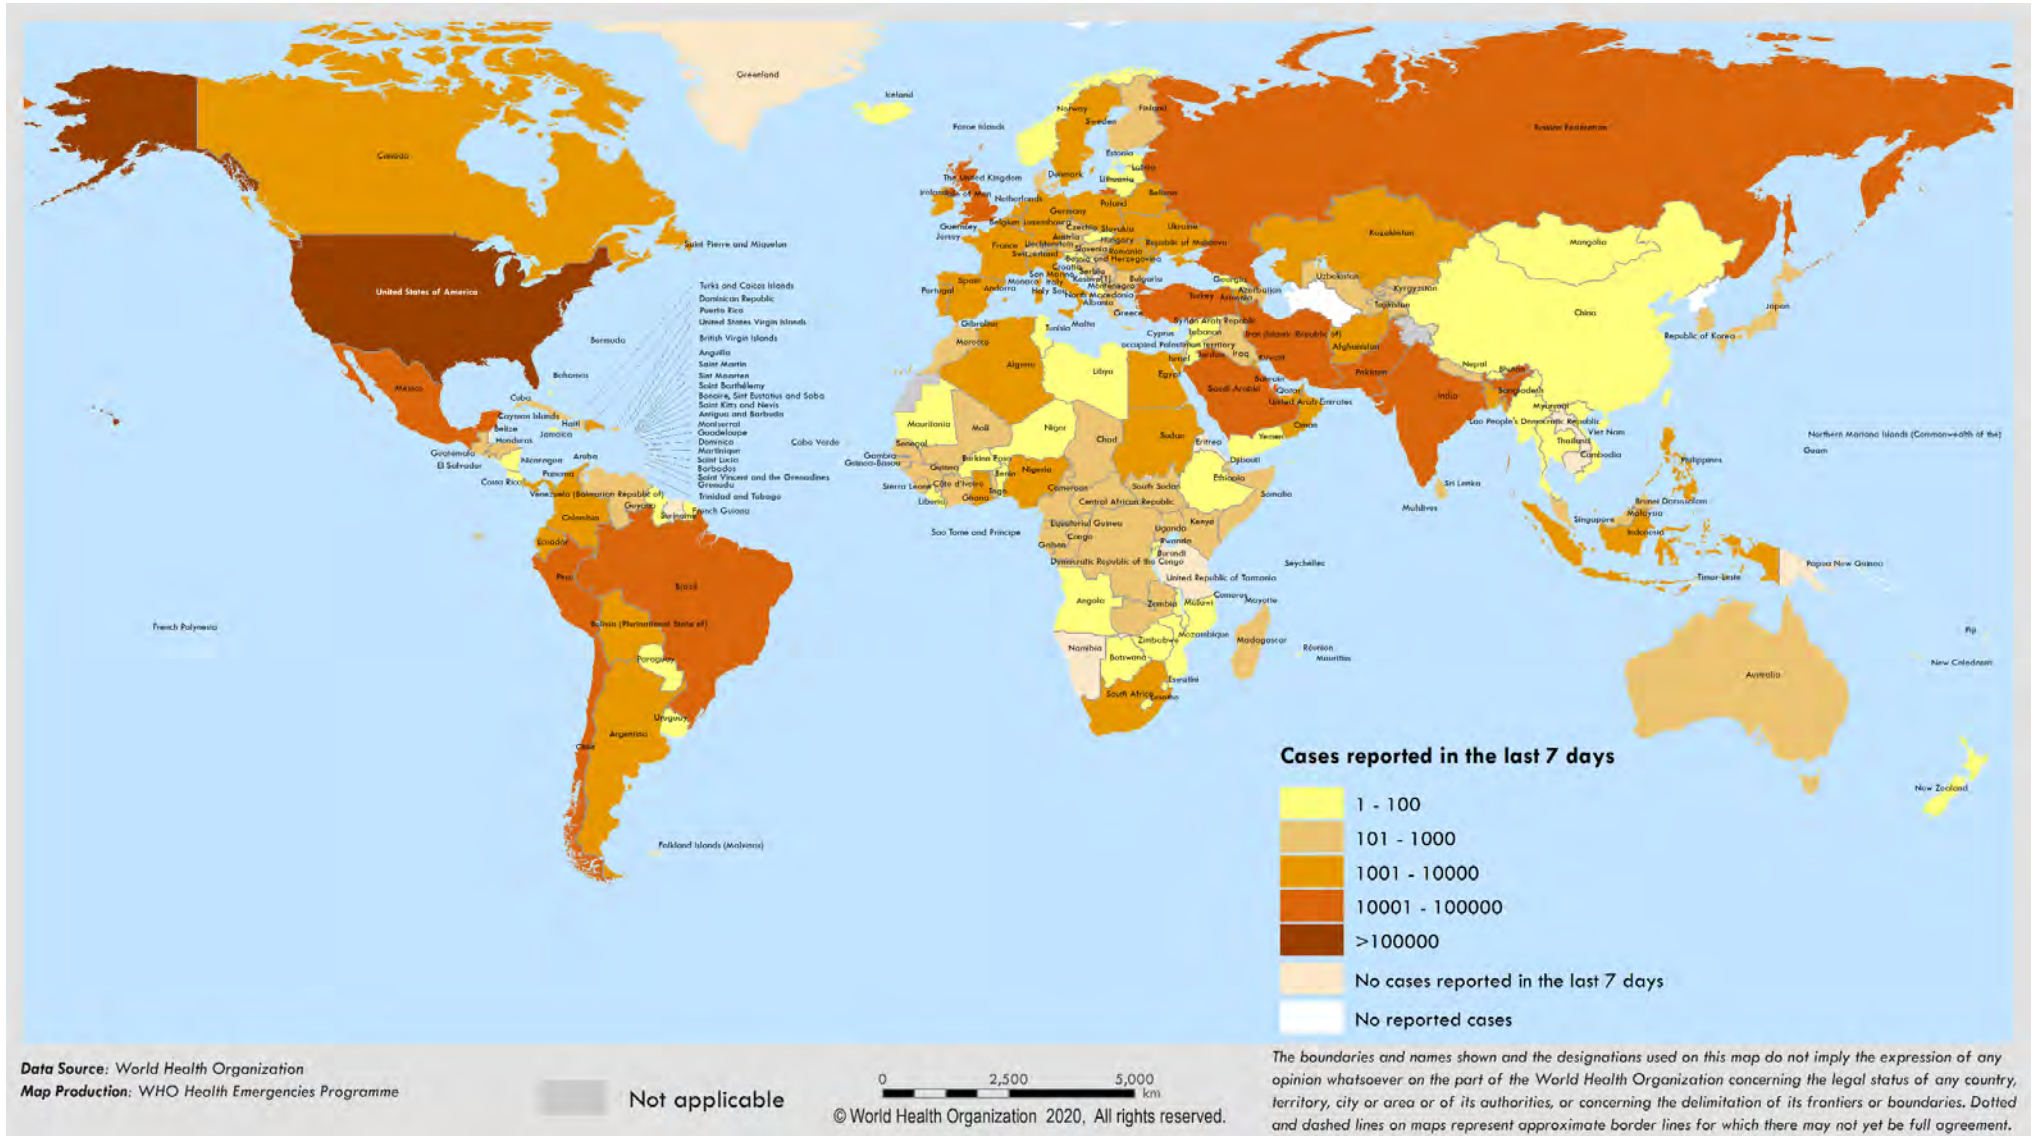 Greenland
Iceland
Faroe Islands
Norway
Finland
Sweden
Russian Federation
Canada
Estonia
Latvia
Denmark
Lithuania
The United Kingdom
Ireland
Isle of Man
Netherlands
Belarus
Poland
Germany
Belgium
Luxembourg
Guernsey
Jersey
Czechia
Slovakia
Ukraine
Austria
France
Liechtenstein
Hungary
Republic of Moldova
Switzerland
Slovenia
Romania
Bosnia and Herzegovina
Croatia
Serbia
San Marino
Kosovo[1]
Spain
Monaco
Italy
Montenegro
Bulgaria
Portugal
Andorra
Holy See
North Macedonia
Albania
Greece
Kazakhstan
Mongolia
Uzbekistan
Georgia
Azerbaijan
Kyrgyzstan
Turkey
Armenia
Tajikistan
Saint Pierre and Miquelon
United States of America
Turks and Caicos Islands
Dominican Republic
Puerto Rico
United States Virgin Islands
British Virgin Islands
Anguilla
Saint Martin
Sint Maarten
Saint Barthélemy
Bonaire, Sint Eustatius and Saba
Saint Kitts and Nevis
Antigua and Barbuda
Montserrat
Guadeloupe
Dominica
Martinique
Saint Lucia
Barbados
Saint Vincent and the Grenadines
Grenada
Trinidad and Tobago
Bermuda
Bahamas
Mexico
Cuba
Cayman Islands
Haiti
Belize
Jamaica
Honduras
Guatemala
El Salvador
Nicaragua
Aruba
Costa Rica
Panama
Venezuela (Bolivarian Republic of)
Guyana
Suriname
French Guiana
Colombia
Ecuador
Peru
Brazil
Bolivia (Plurinational State of)
Paraguay
Uruguay
Argentina
Chile
Falkland Islands (Malvinas)
French Polynesia
Gibraltar
Tunisia
Malta
Cyprus
Syrian Arab Republic
Lebanon
Iran (Islamic Republic of)
occupied Palestinian territory
Israel
Jordan
Iraq
Kuwait
Afghanistan
Morocco
Algeria
Libya
Egypt
Bahrain
Qatar
Saudi Arabia
United Arab Emirates
Pakistan
China
Japan
Republic of Korea
Nepal
Bhutan
India
Bangladesh
Myanmar
Lao People's Democratic Republic
Viet Nam
Thailand
Cambodia
Philippines
Northern Mariana Islands (Commonwealth of the)
Guam
Cabo Verde
Mauritania
Mali
Niger
Chad
Sudan
Eritrea
Yemen
Oman
Senegal
Gambia
Guinea-Bissau
Guinea
Burkina Faso
Benin
Nigeria
Djibouti
Ethiopia
Sierra Leone
Côte d'Ivoire
Liberia
Ghana
Togo
Cameroon
South Sudan
Central African Republic
Somalia
Sri Lanka
Maldives
Brunei Darussalam
Malaysia
Singapore
Indonesia
Sao Tome and Principe
Equatorial Guinea
Congo
Gabon
Uganda
Kenya
Rwanda
Burundi
Democratic Republic of the Congo
United Republic of Tanzania
Seychelles
Timor-Leste
Papua New Guinea
Angola
Zambia
Malawi
Comoros
Mayotte
Zimbabwe
Mozambique
Madagascar
Réunion
Mauritius
Namibia
Botswana
Eswatini
South Africa
Lesotho
Australia
Fiji
New Caledonia
New Zealand
Cases reported in the last 7 days
1 - 100
101 - 1000
1001 - 10000
10001 - 100000
>100000
No cases reported in the last 7 days
No reported cases
Data Source: World Health Organization
Map Production: WHO Health Emergencies Programme
Not applicable
0 2,500 5,000
km
© World Health Organization 2020, All rights reserved.
The boundaries and names shown and the designations used on this map do not imply the expression of any
opinion whatsoever on the part of the World Health Organization concerning the legal status of any country,
territory, city or area or of its authorities, or concerning the delimitation of its frontiers or boundaries. Dotted
and dashed lines on maps represent approximate border lines for which there may not yet be full agreement.